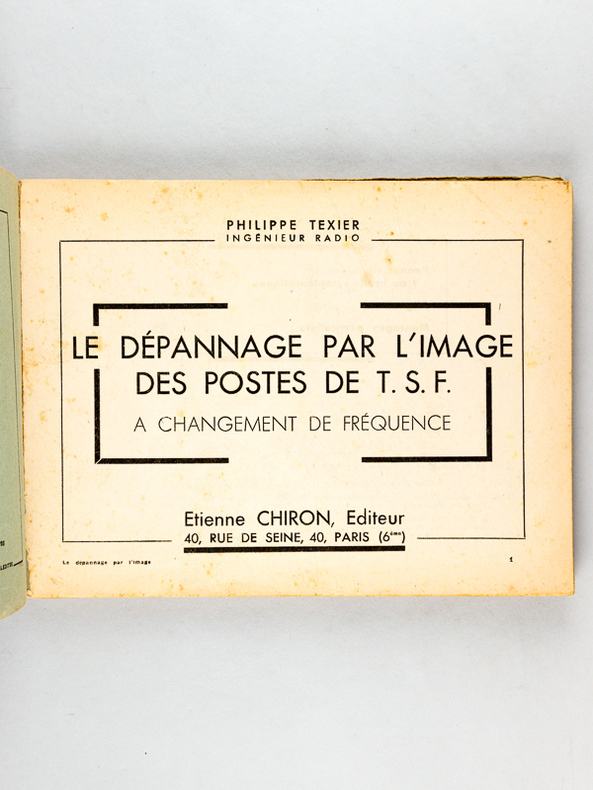 PHILIPPE TEXIER
INGÉNIEUR RADIO
LE DÉPANNAGE PAR L'IMAGE
DES POSTES DE T. S. F.
A CHANGEMENT DE FRÉQUENCE
Etienne CHIRON, Editeur
40, RUE DE SEINE, 40, PARIS (6ème)
Le dépannage par l'image
1